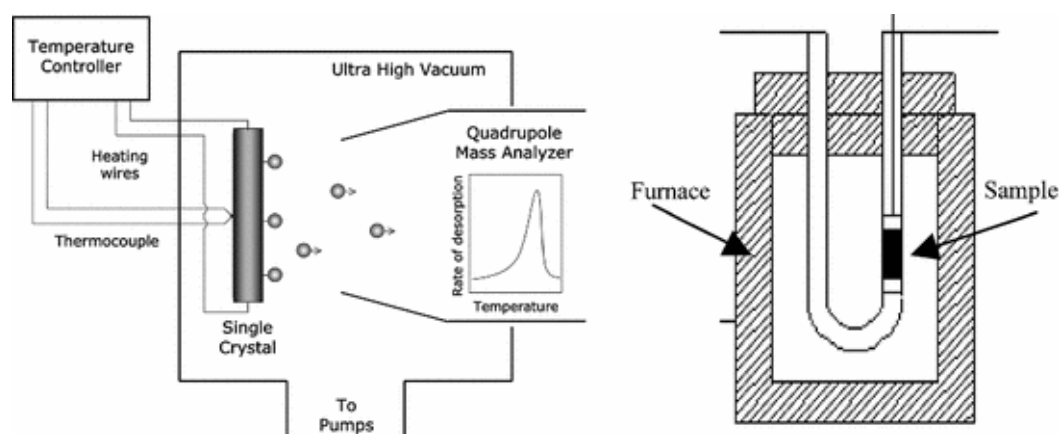 Temperature
Controller
Ultra High Vacuum
Quadrupole
Mass Analyzer
Heating
wires
Thermocouple
Rate of desorption
Temperature
Single
Crystal
To
Pumps
Furnace
Sample